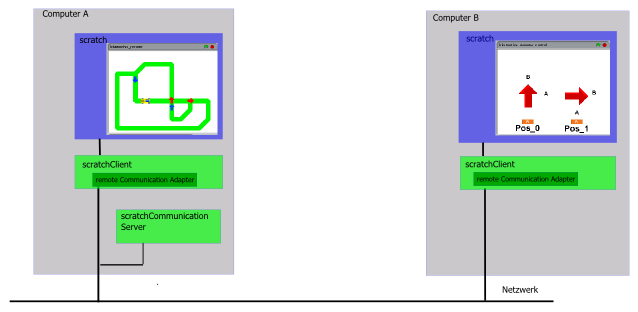 Computer A
scratch
scratchClient
remote Communication Adapter
scratchCommunication
Server
Computer B
scratch
B
A
B
A
Pos_0
Pos_1
scratchClient
remote Communication Adapter
Netzwerk